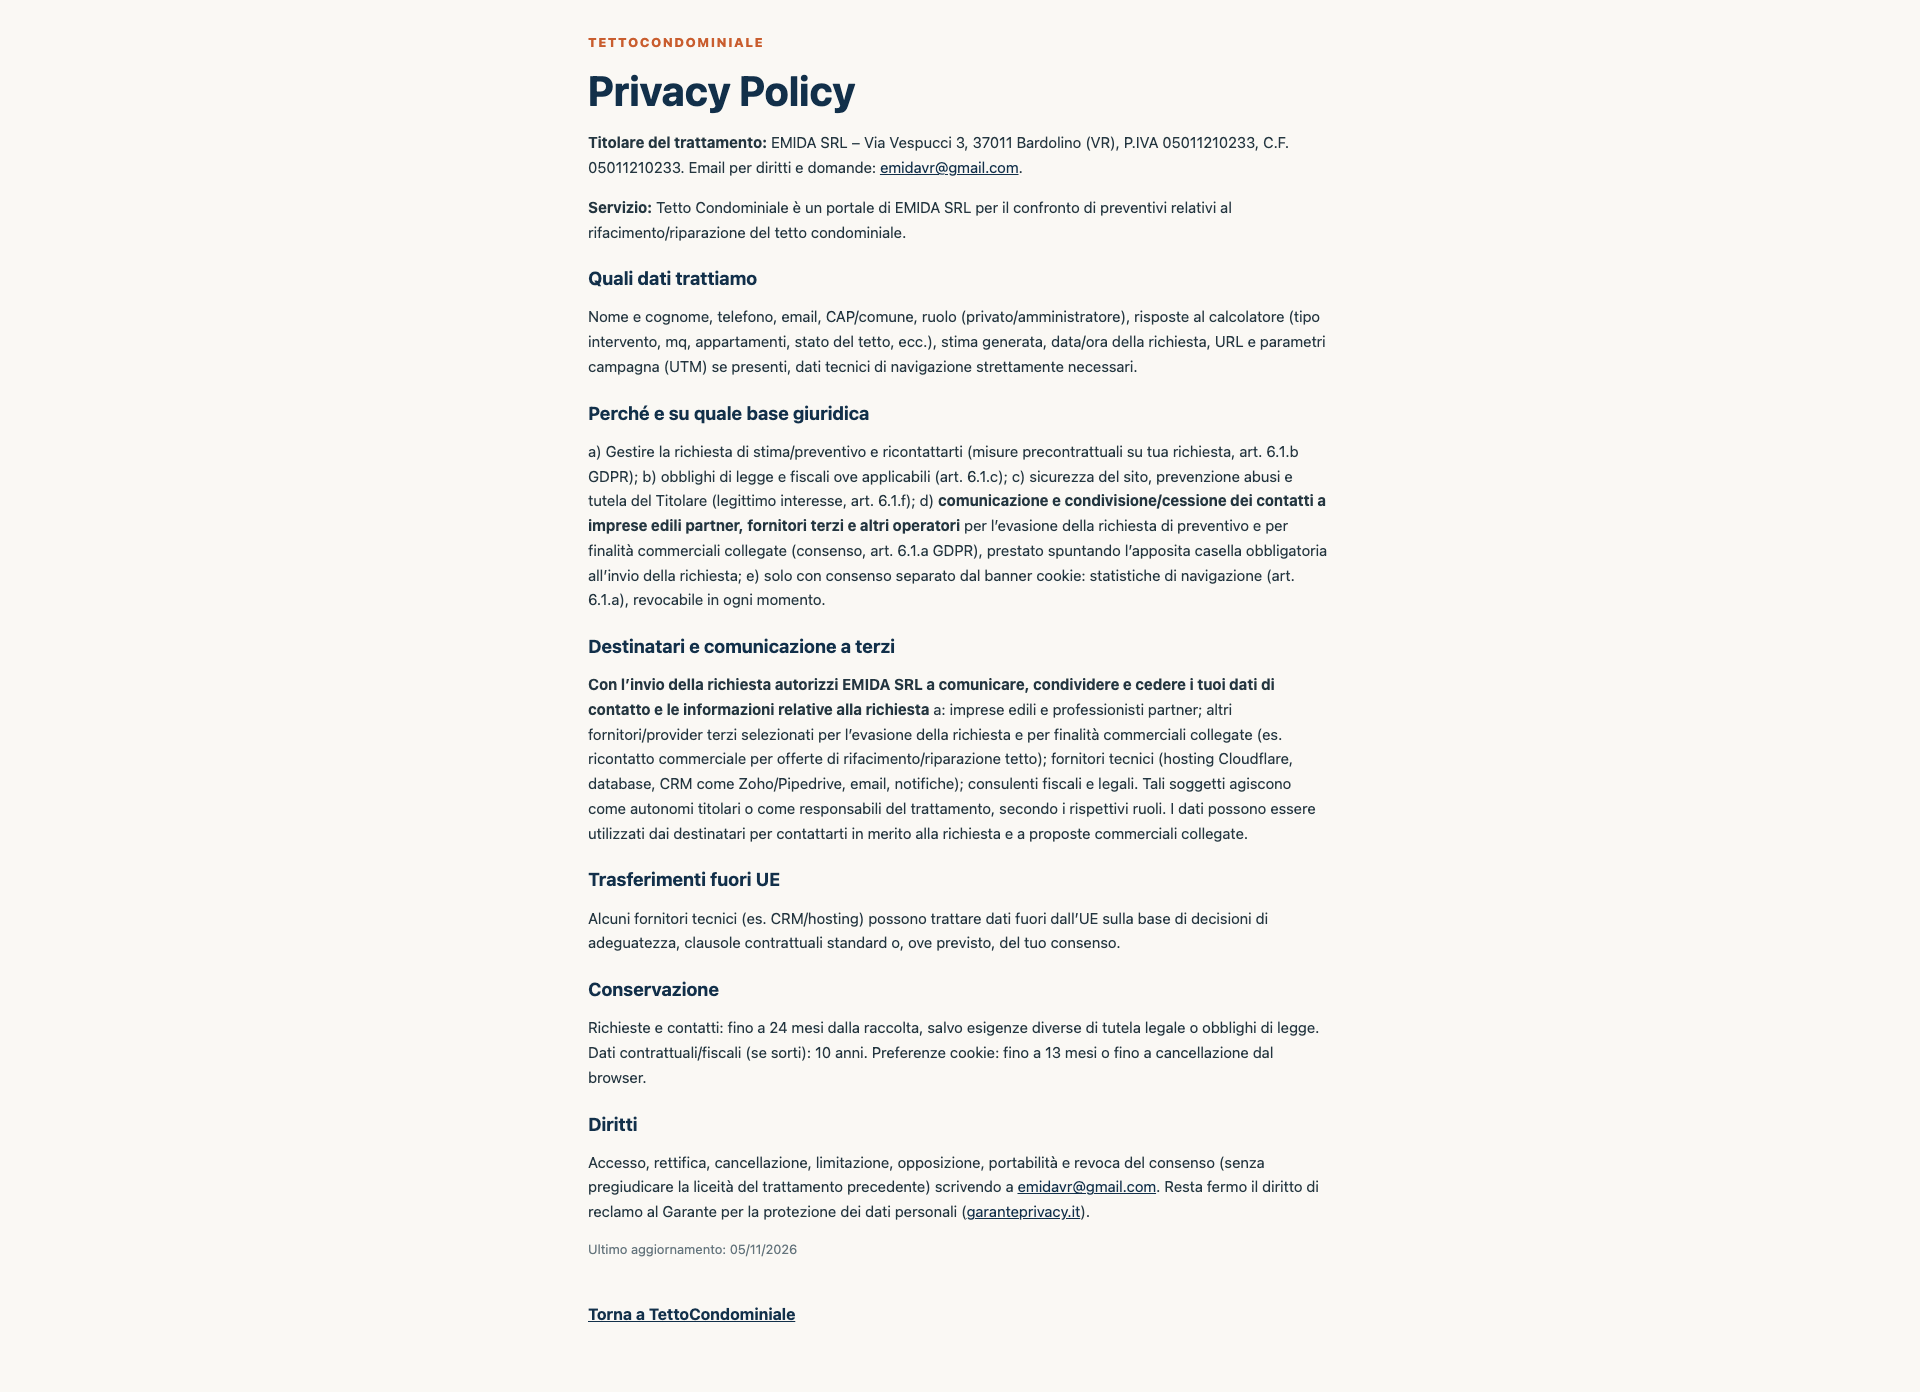 TETTOCONDOMINIALE
Privacy Policy
Titolare del trattamento: EMIDA SRL – Via Vespucci 3, 37011 Bardolino (VR), P.IVA 05011210233, C.F.
05011210233. Email per diritti e domande: emidavr@gmail.com.
Servizio: Tetto Condominiale è un portale di EMIDA SRL per il confronto di preventivi relativi al
rifacimento/riparazione del tetto condominiale.
Quali dati trattiamo
Nome e cognome, telefono, email, CAP/comune, ruolo (privato/amministratore), risposte al calcolatore (tipo
intervento, mq, appartamenti, stato del tetto, ecc.), stima generata, data/ora della richiesta, URL e parametri
campagna (UTM) se presenti, dati tecnici di navigazione strettamente necessari.
Perché e su quale base giuridica
a) Gestire la richiesta di stima/preventivo e ricontattarti (misure precontrattuali su tua richiesta, art. 6.1.b
GDPR); b) obblighi di legge e fiscali ove applicabili (art. 6.1.c); c) sicurezza del sito, prevenzione abusi e
tutela del Titolare (legittimo interesse, art. 6.1.f); d) comunicazione e condivisione/cessione dei contatti a
imprese edili partner, fornitori terzi e altri operatori per l’evasione della richiesta di preventivo e per
finalità commerciali collegate (consenso, art. 6.1.a GDPR), prestato spuntando l’apposita casella obbligatoria
all’invio della richiesta; e) solo con consenso separato dal banner cookie: statistiche di navigazione (art.
6.1.a), revocabile in ogni momento.
Destinatari e comunicazione a terzi
Con l’invio della richiesta autorizzi EMIDA SRL a comunicare, condividere e cedere i tuoi dati di
contatto e le informazioni relative alla richiesta a: imprese edili e professionisti partner; altri
fornitori/provider terzi selezionati per l’evasione della richiesta e per finalità commerciali collegate (es.
ricontatto commerciale per offerte di rifacimento/riparazione tetto); fornitori tecnici (hosting Cloudflare,
database, CRM come Zoho/Pipedrive, email, notifiche); consulenti fiscali e legali. Tali soggetti agiscono
come autonomi titolari o come responsabili del trattamento, secondo i rispettivi ruoli. I dati possono essere
utilizzati dai destinatari per contattarti in merito alla richiesta e a proposte commerciali collegate.
Trasferimenti fuori UE
Alcuni fornitori tecnici (es. CRM/hosting) possono trattare dati fuori dall’UE sulla base di decisioni di
adeguatezza, clausole contrattuali standard o, ove previsto, del tuo consenso.
Conservazione
Richieste e contatti: fino a 24 mesi dalla raccolta, salvo esigenze diverse di tutela legale o obblighi di legge.
Dati contrattuali/fiscali (se sorti): 10 anni. Preferenze cookie: fino a 13 mesi o fino a cancellazione dal
browser.
Diritti
Accesso, rettifica, cancellazione, limitazione, opposizione, portabilità e revoca del consenso (senza
pregiudicare la liceità del trattamento precedente) scrivendo a emidavr@gmail.com. Resta fermo il diritto di
reclamo al Garante per la protezione dei dati personali (garanteprivacy.it).
Ultimo aggiornamento: 05/11/2026
Torna a TettoCondominiale